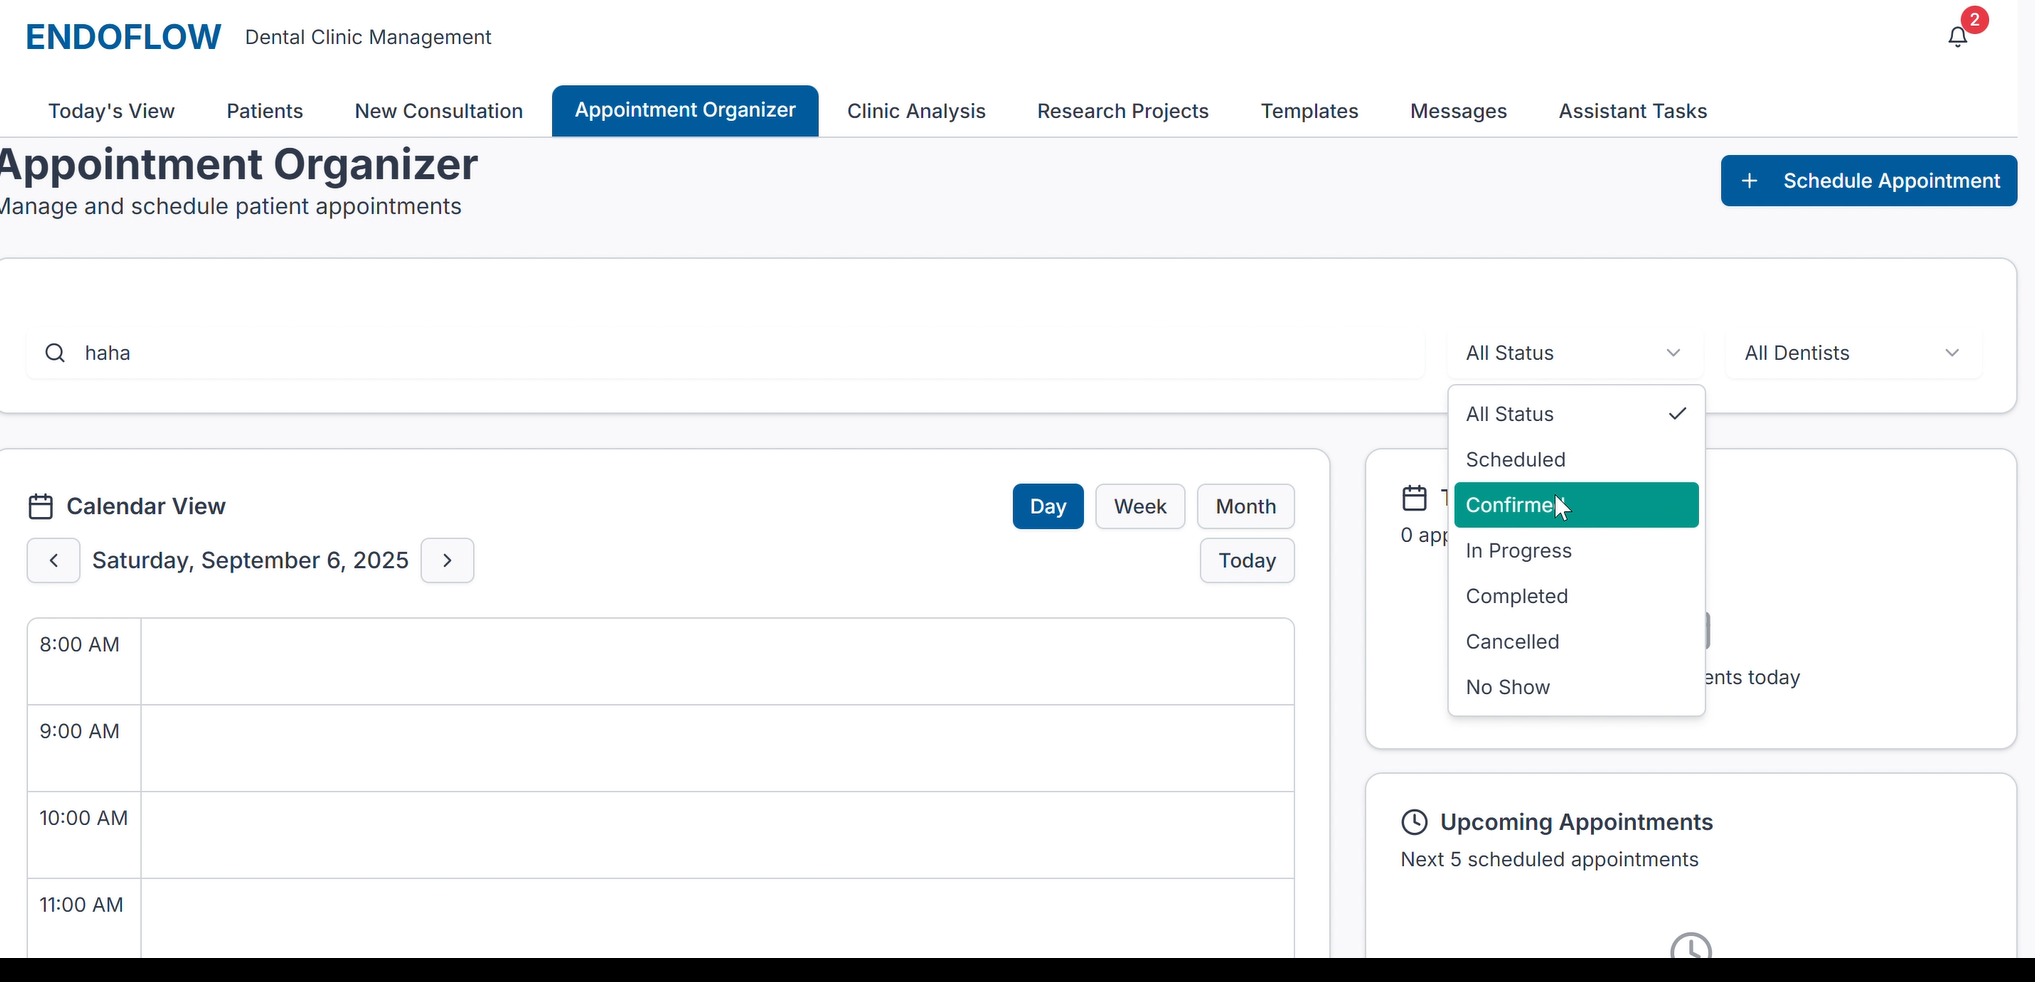 ENDOFLOW Dental Clinic Management
2
Today's View Patients New Consultation Appointment Organizer Clinic Analysis Research Projects Templates Messages Assistant Tasks
Appointment Organizer
Manage and schedule patient appointments
+ Schedule Appointment
haha
All Status
All Dentists
All Status
Scheduled
Confirmed
In Progress
Completed
Cancelled
No Show
Calendar View
Day Week Month
Saturday, September 6, 2025
Today
8:00 AM
9:00 AM
10:00 AM
11:00 AM
0 app
ents today
Upcoming Appointments
Next 5 scheduled appointments